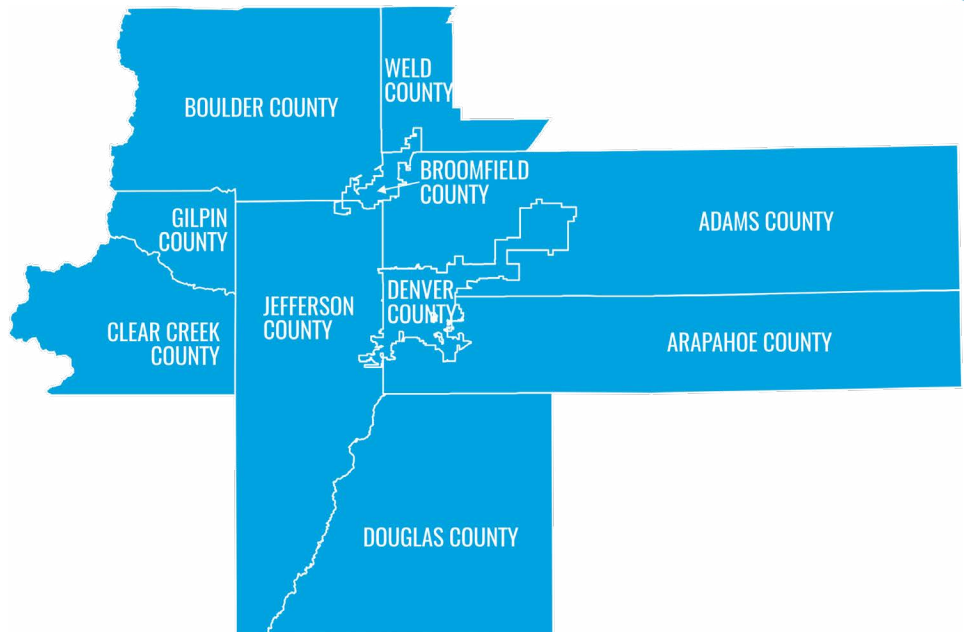 BOULDER COUNTY
WELD
COUNTY
BROOMFIELD
COUNTY
GILPIN
COUNTY
ADAMS COUNTY
DENVER
COUNTY
JEFFERSON
COUNTY
CLEAR CREEK
COUNTY
ARAPAHOE COUNTY
DOUGLAS COUNTY